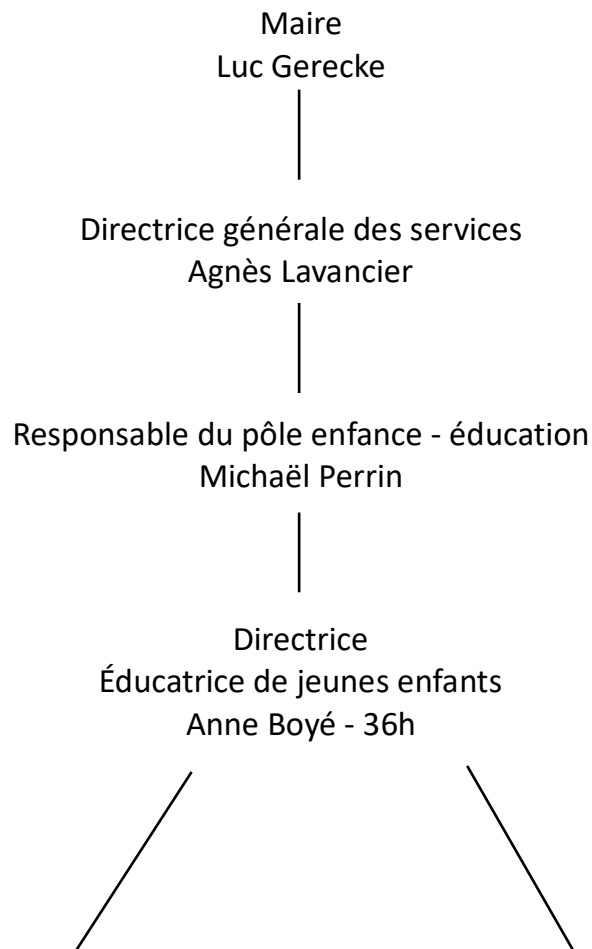 Maire
Luc Gerecke
Directrice générale des services
Agnès Lavancier
Responsable du pôle enfance - éducation
Michaël Perrin
Directrice
Éducatrice de jeunes enfants
Anne Boyé - 36h